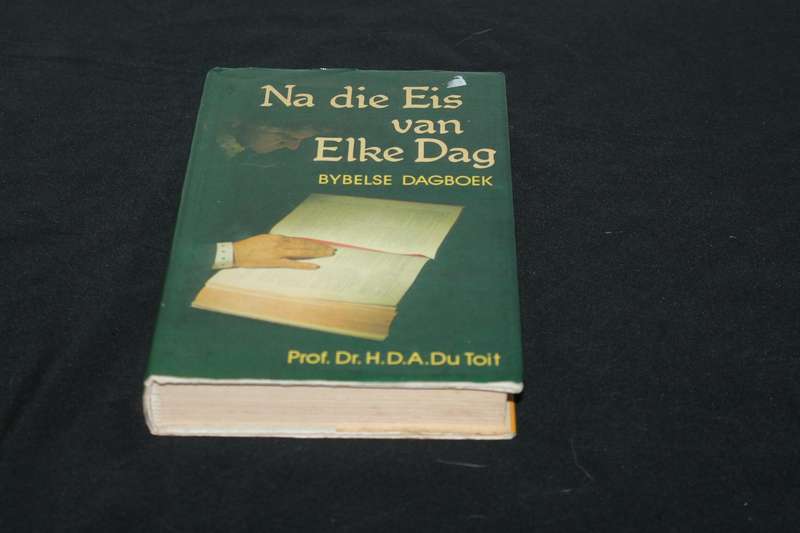 Na die Eis
van
Elke Dag
BYBELSE DAGBOEK
Prof. Dr. H.D.A. Du Toit